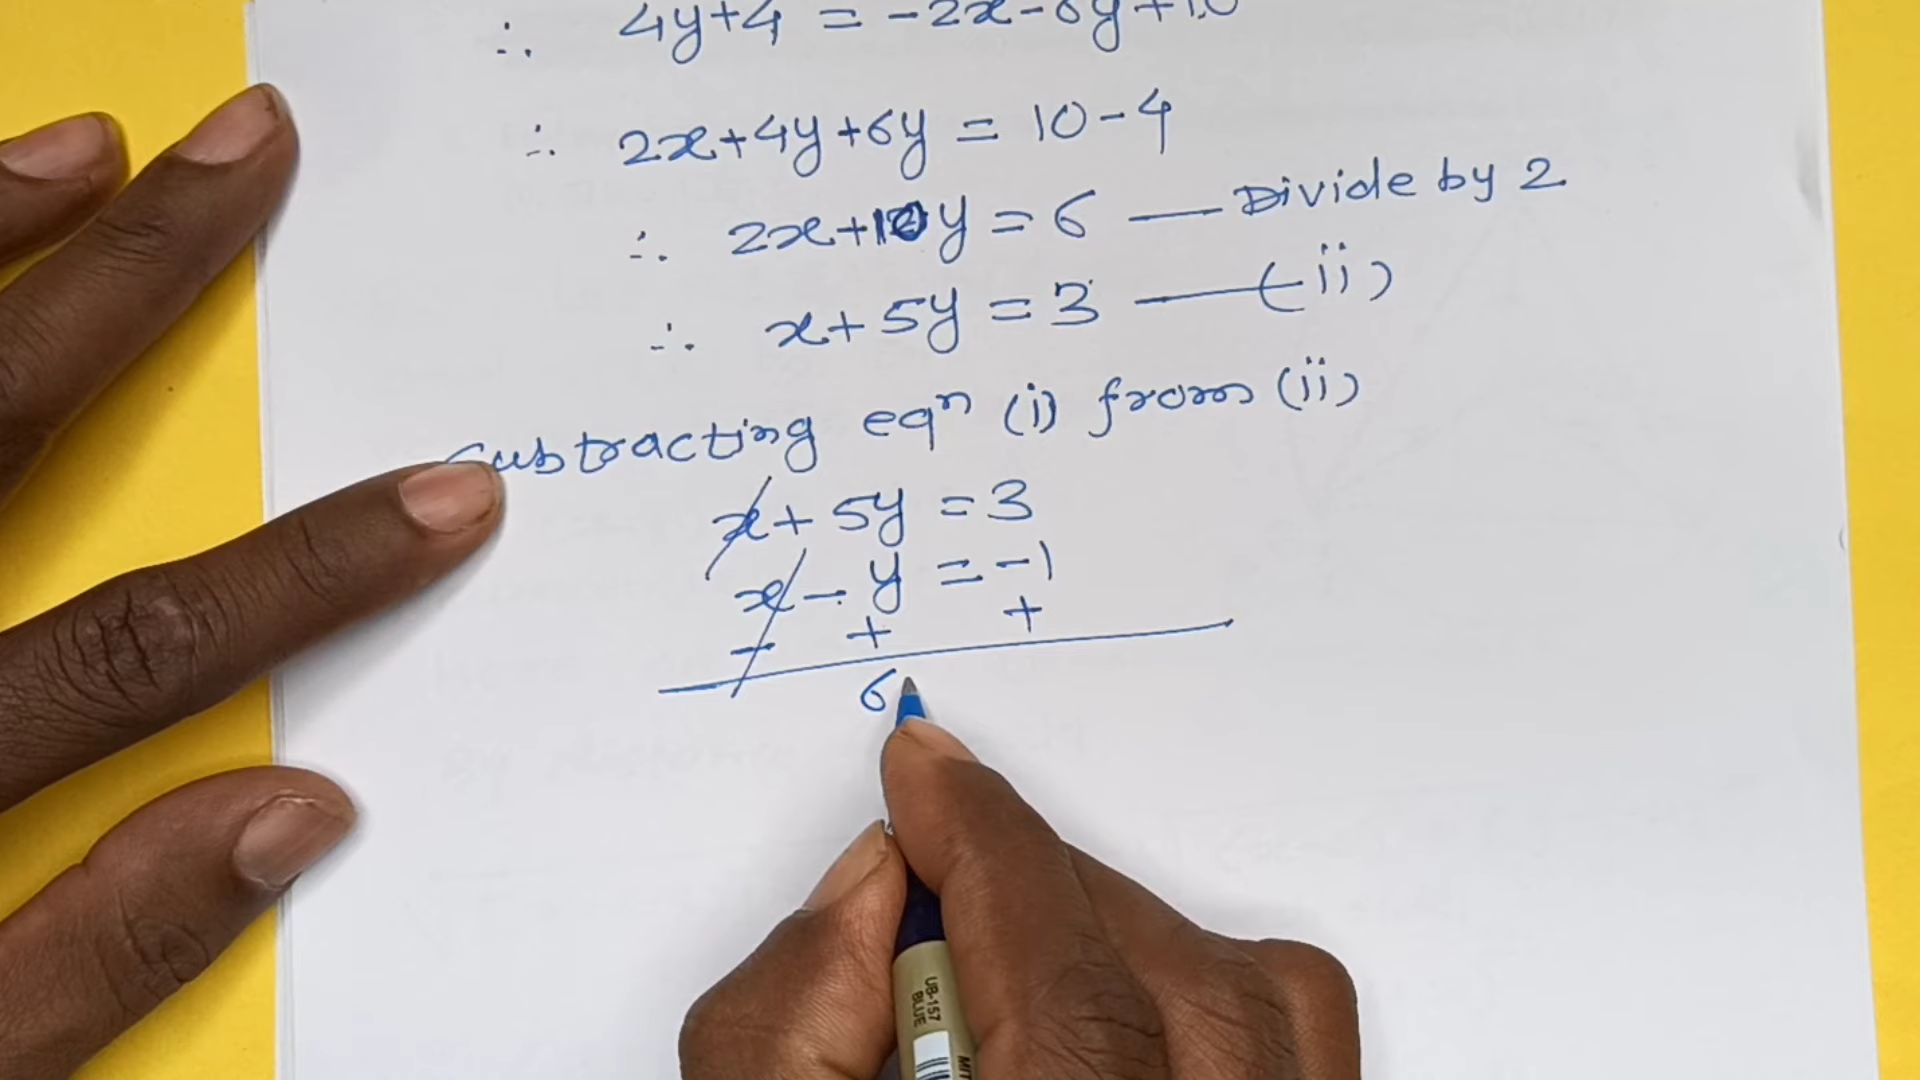 ∴ 4y+4 = -2x-6y+10
∴ 2x+4y+6y = 10-4
∴ 2x+10y = 6 — Divide by 2
∴ x+5y = 3 — (ii)
Subtracting eqⁿ (i) from (ii)
x+ 5y = 3
x - y = -1
- + +
6
UB-157
BLUE
MIT